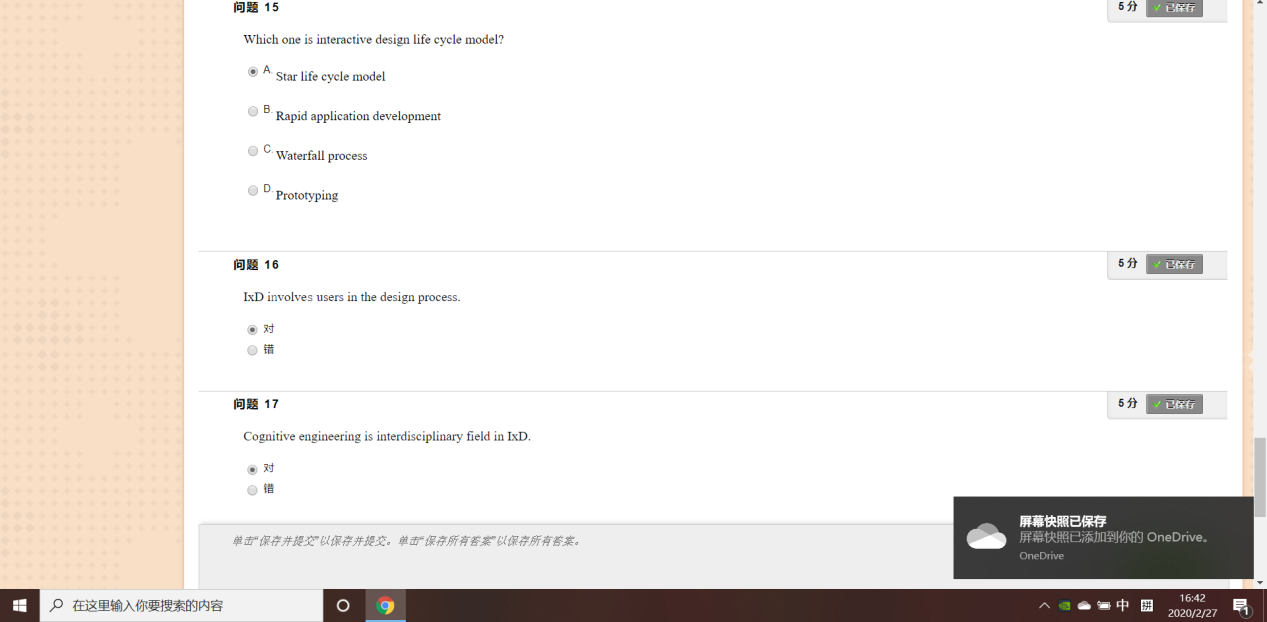 问题 15
5 分
已保存
Which one is interactive design life cycle model?
A. Star life cycle model
B. Rapid application development
C. Waterfall process
D. Prototyping
问题 16
5 分
已保存
IxD involves users in the design process.
对
错
问题 17
5 分
已保存
Cognitive engineering is interdisciplinary field in IxD.
对
错
单击“保存并提交”以保存并提交。单击“保存所有答案”以保存所有答案。
屏幕快照已保存
屏幕快照已添加到你的 OneDrive。
OneDrive
在这里输入你要搜索的内容
中
拼
16:42
2020/2/27
1